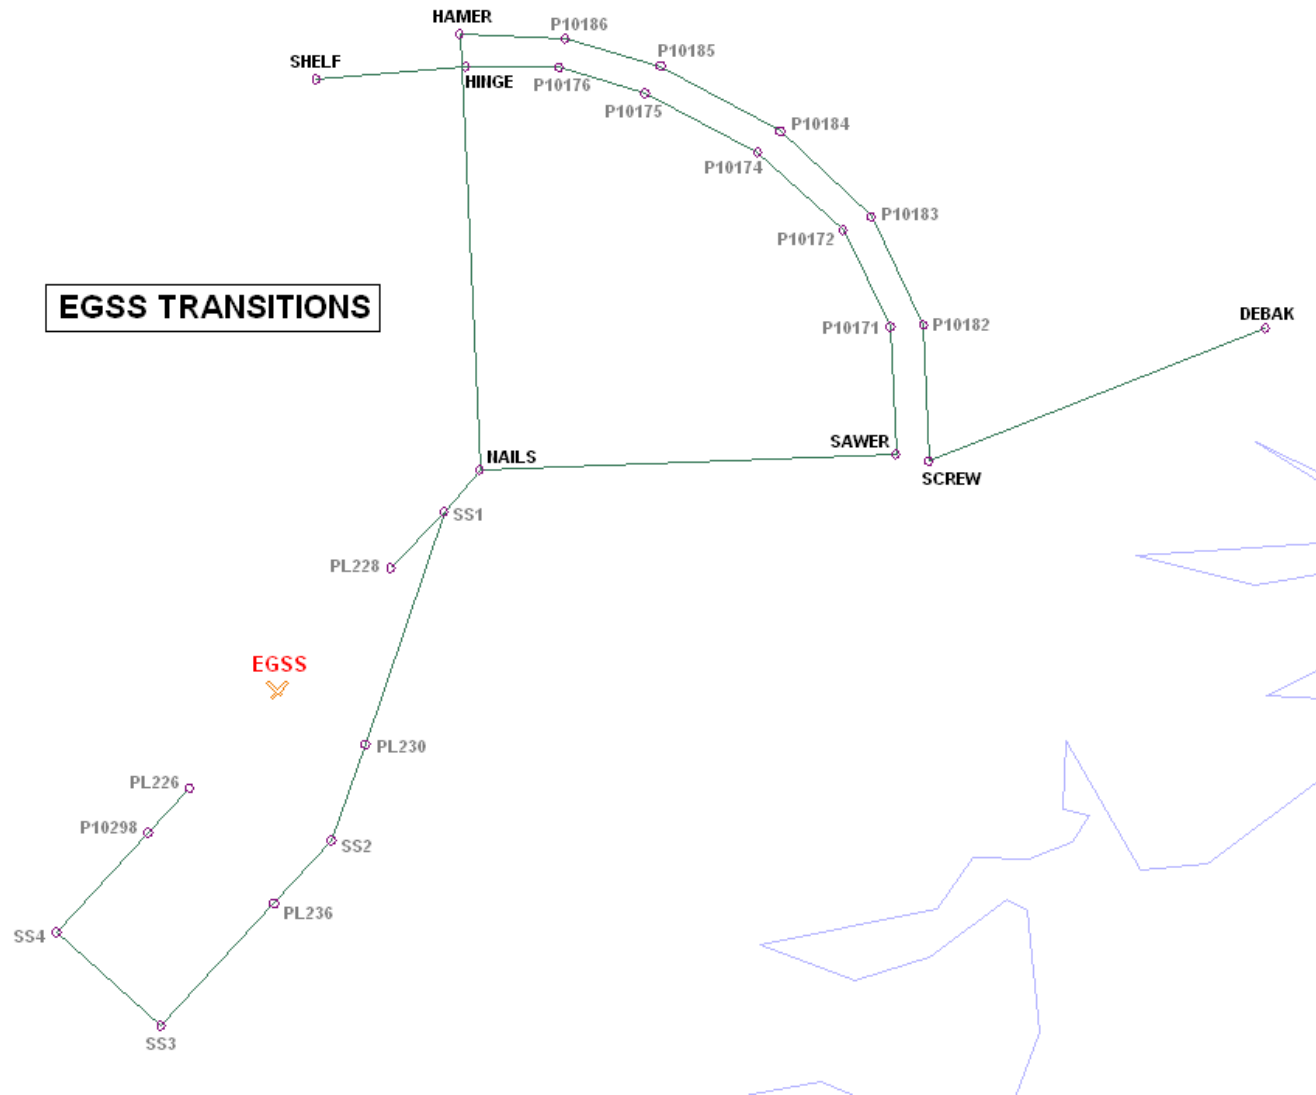 HAMER
P10186
P10185
SHELF
HINGE
P10176
P10175
P10184
P10174
P10183
P10172
EGSS TRANSITIONS
P10171
P10182
DEBAK
SAWER
NAILS
SCREW
SS1
PL228
EGSS
PL230
PL226
P10298
SS2
PL236
SS4
SS3